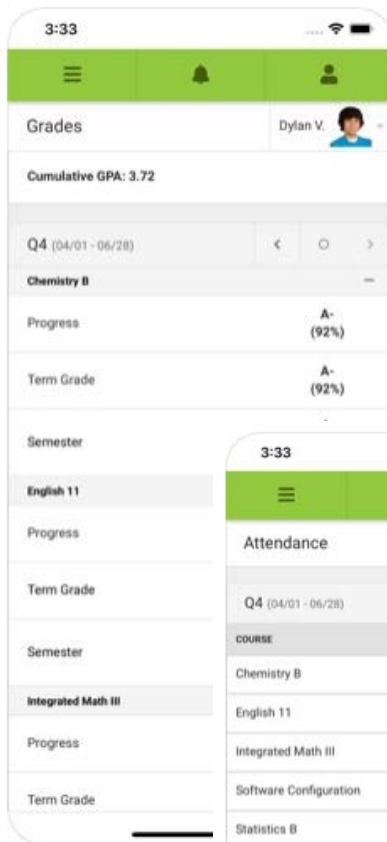 3:33
Grades
Dylan V.
Cumulative GPA: 3.72
Q4 (04/01 - 06/28)
Chemistry B
Progress
A-
(92%)
Term Grade
A-
(92%)
Semester
English 11
Progress
Term Grade
Semester
Integrated Math III
Progress
Term Grade
3:33
Attendance
Q4 (04/01 - 06/28)
COURSE
Chemistry B
English 11
Integrated Math III
Software Configuration
Statistics B